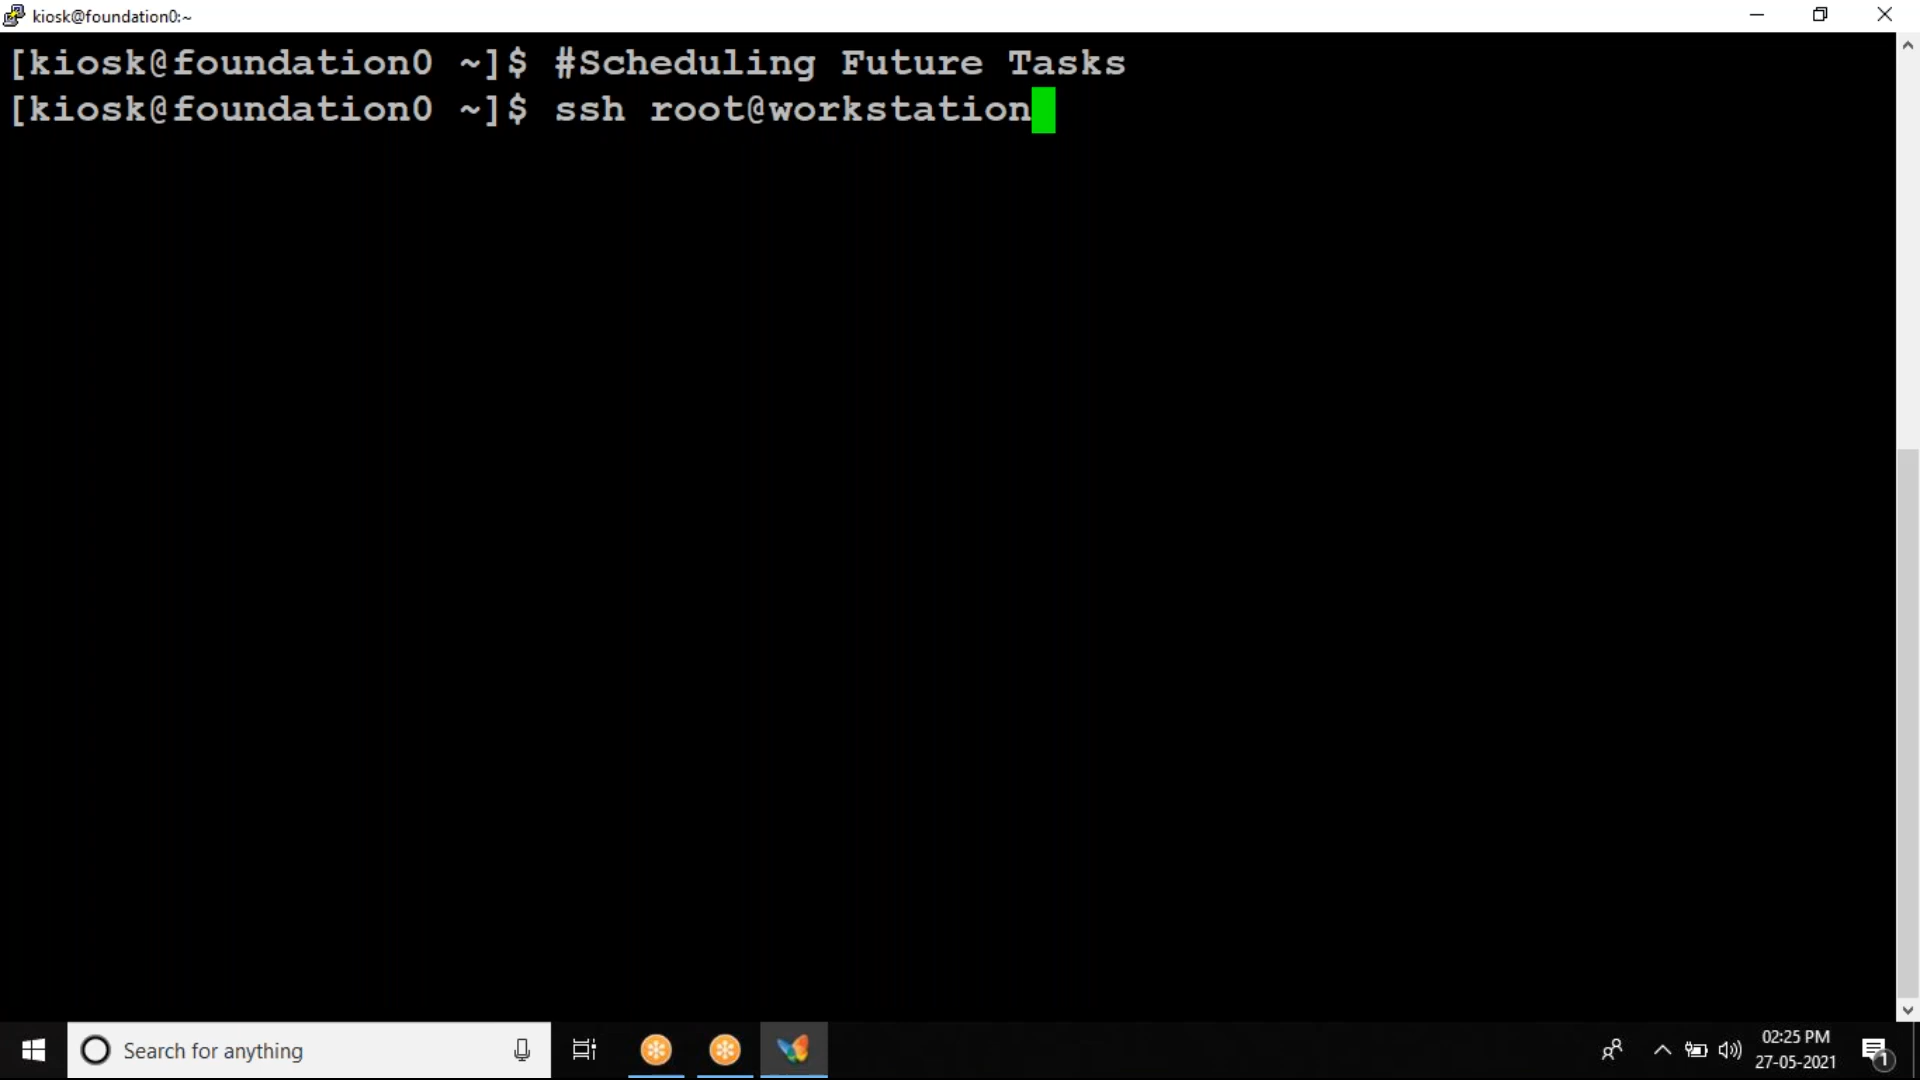 kiosk@foundation0:~
[kiosk@foundation0 ~]$ #Scheduling Future Tasks
[kiosk@foundation0 ~]$ ssh root@workstation
Search for anything
02:25 PM
27-05-2021
1